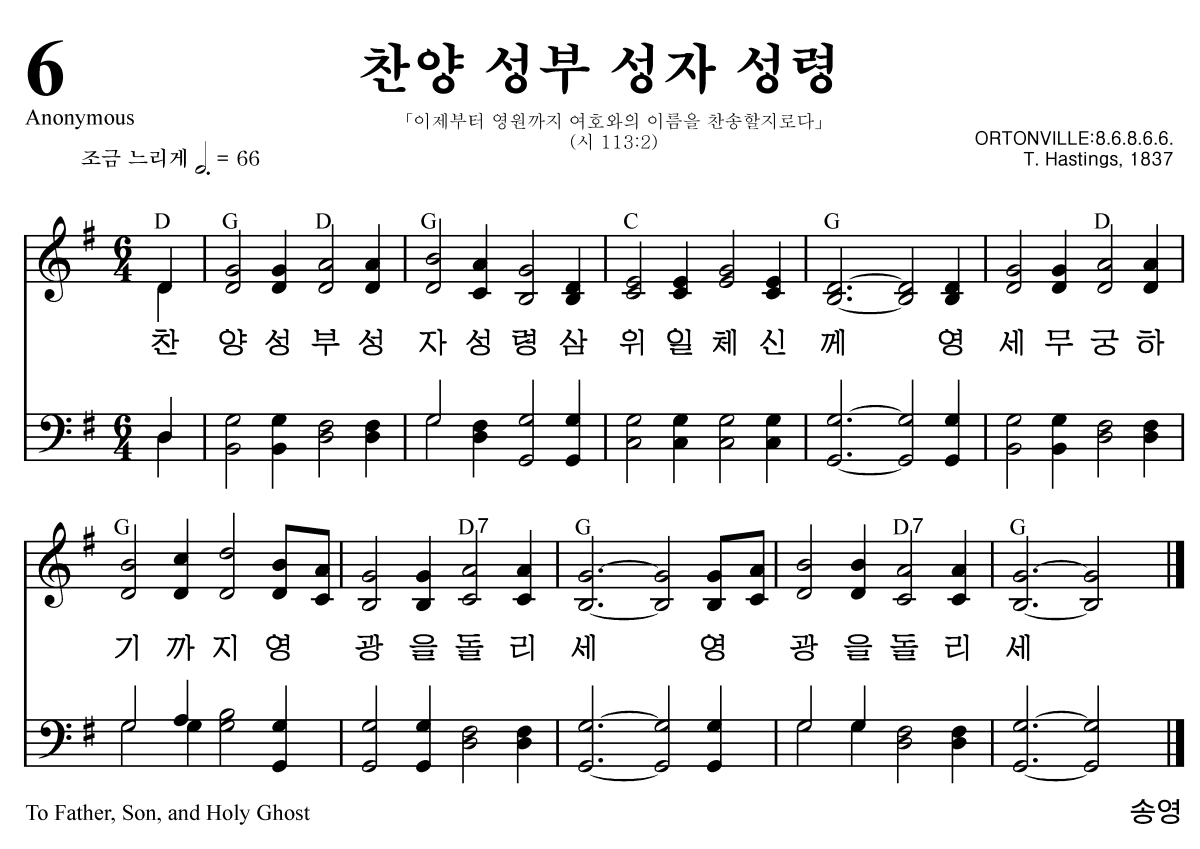 6
찬양 성부 성자 성령
Anonymous
「이제부터 영원까지 여호와의 이름을 찬송할지로다」
(시 113:2)
ORTONVILLE:8.6.8.6.6.
T. Hastings, 1837
조금 느리게 𝅗𝅥. = 66
D G D G C G D
6 4
찬 양 성 부 성 자 성 령 삼 위 일 체 신 께 영 세 무 궁 하
6 4
G D7 G D7 G
기 까 지 영 광 을 돌 리 세 영 광 을 돌 리 세
To Father, Son, and Holy Ghost
송영